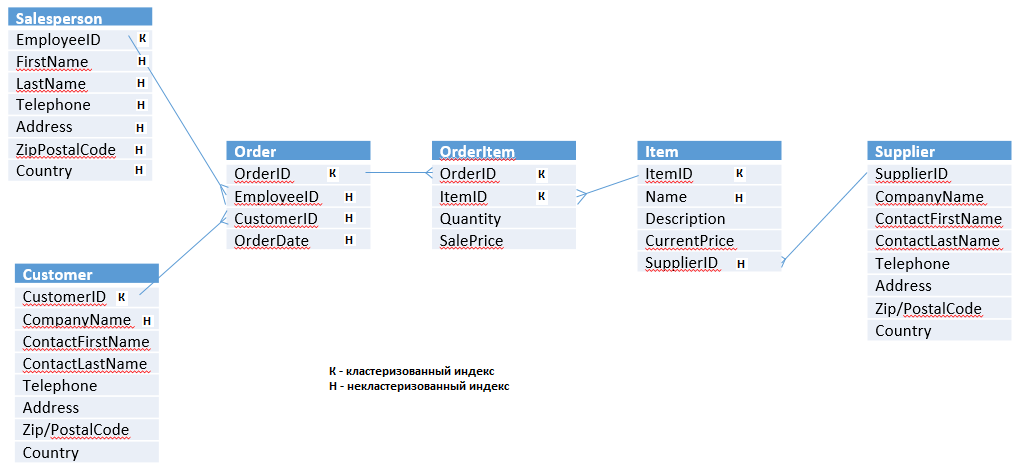 Salesperson
EmployeeID К
FirstName Н
LastName Н
Telephone Н
Address Н
ZipPostalCode Н
Country Н
Order
OrderID К
EmployeeID Н
CustomerID Н
OrderDate Н
OrderItem
OrderID К
ItemID К
Quantity
SalePrice
Item
ItemID К
Name Н
Description
CurrentPrice
SupplierID Н
Supplier
SupplierID
CompanyName
ContactFirstName
ContactLastName
Telephone
Address
Zip/PostalCode
Country
Customer
CustomerID К
CompanyName Н
ContactFirstName
ContactLastName
Telephone
Address
Zip/PostalCode
Country
К - кластеризованный индекс
Н - некластеризованный индекс